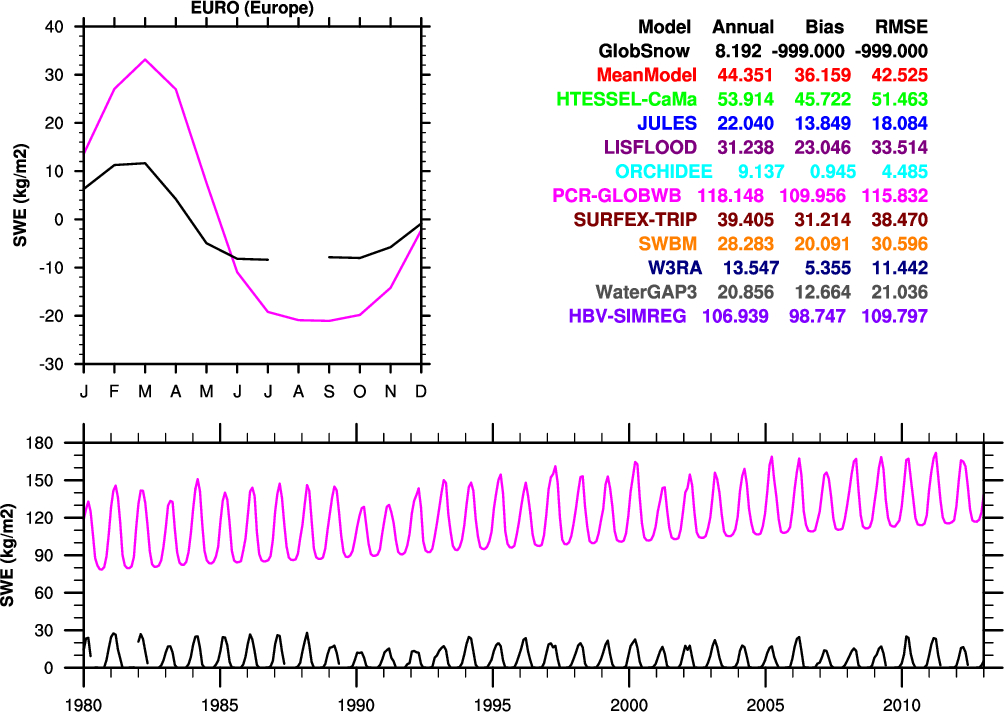 EURO (Europe)
40
30
20
10
0
-10
-20
-30
SWE (kg/m2)
J F M A M J J A S O N D
Model Annual Bias RMSE
GlobSnow 8.192 -999.000 -999.000
MeanModel 44.351 36.159 42.525
HTESSEL-CaMa 53.914 45.722 51.463
JULES 22.040 13.849 18.084
LISFLOOD 31.238 23.046 33.514
ORCHIDEE 9.137 0.945 4.485
PCR-GLOBWB 118.148 109.956 115.832
SURFEX-TRIP 39.405 31.214 38.470
SWBM 28.283 20.091 30.596
W3RA 13.547 5.355 11.442
WaterGAP3 20.856 12.664 21.036
HBV-SIMREG 106.939 98.747 109.797
180
150
120
90
60
30
0
SWE (kg/m2)
1980 1985 1990 1995 2000 2005 2010